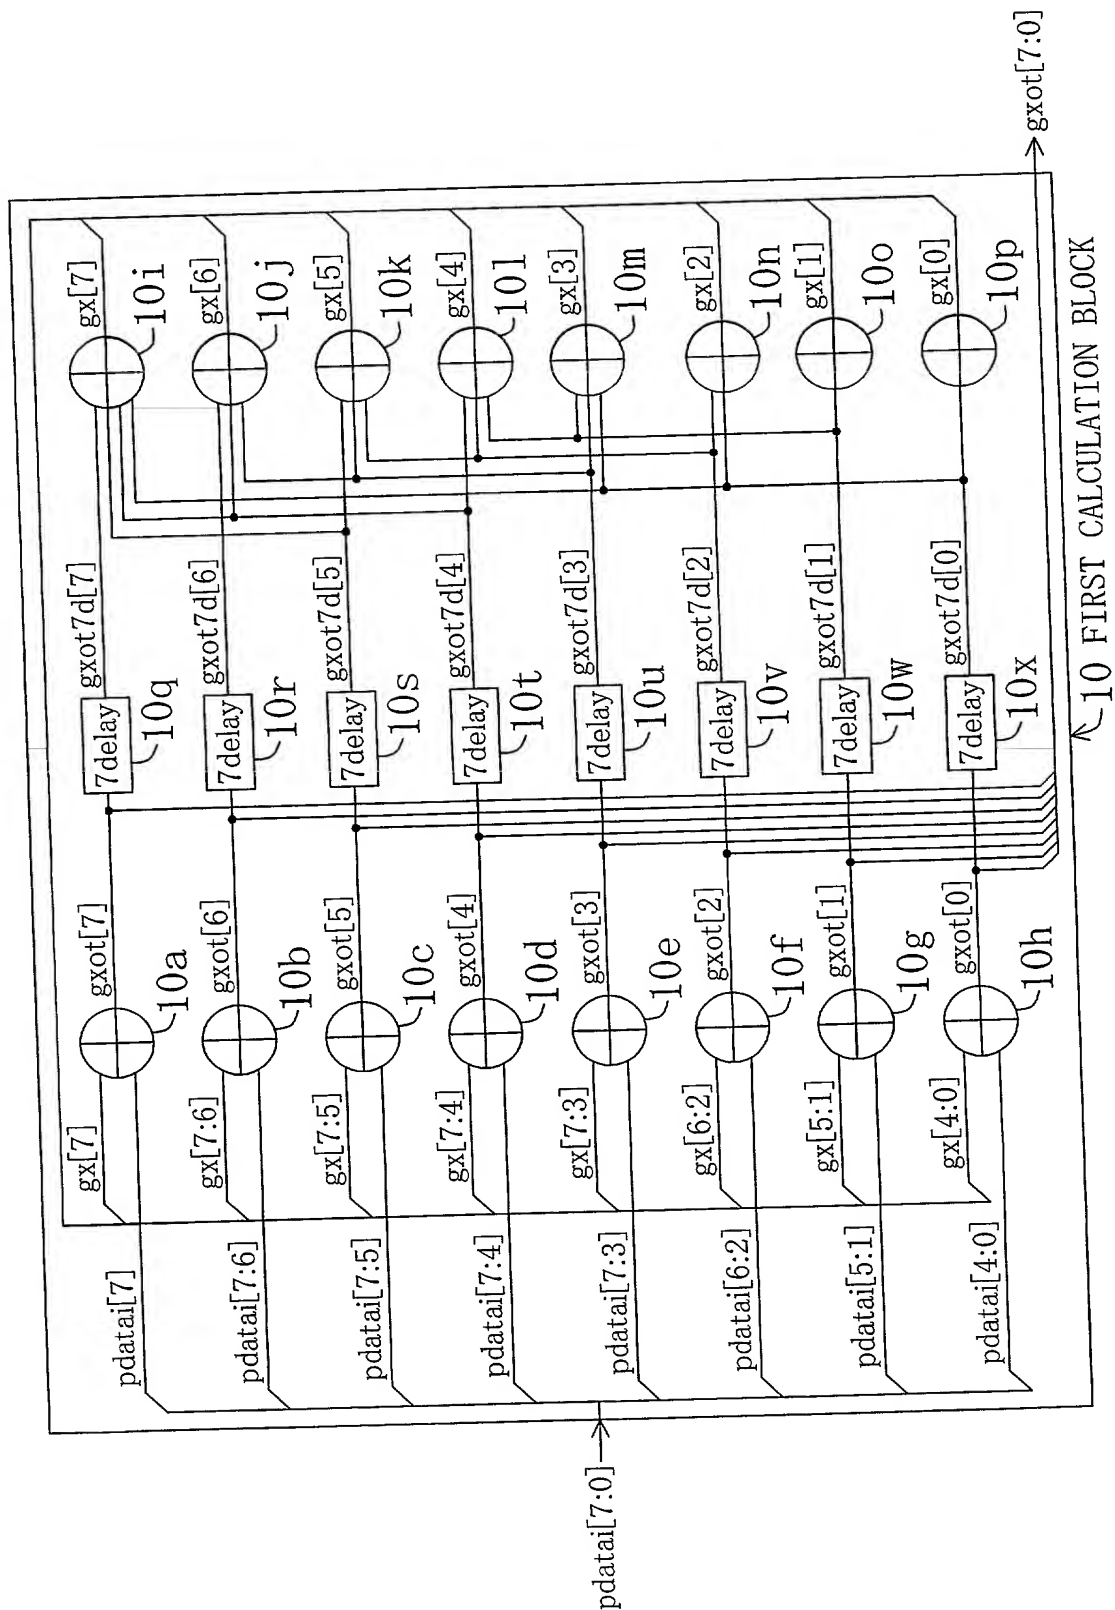 pdatai[7:0]
pdatai[7]
pdatai[7:6]
pdatai[7:5]
pdatai[7:4]
pdatai[7:3]
pdatai[6:2]
pdatai[5:1]
pdatai[4:0]
gx[7]
gx[7:6]
gx[7:5]
gx[7:4]
gx[7:3]
gx[6:2]
gx[5:1]
gx[4:0]
10a
10b
10c
10d
10e
10f
10g
10h
gxot[7]
gxot[6]
gxot[5]
gxot[4]
gxot[3]
gxot[2]
gxot[1]
gxot[0]
7delay
7delay
7delay
7delay
7delay
7delay
7delay
7delay
10q
10r
10s
10t
10u
10v
10w
10x
gxot7d[7]
gxot7d[6]
gxot7d[5]
gxot7d[4]
gxot7d[3]
gxot7d[2]
gxot7d[1]
gxot7d[0]
gx[7]
gx[6]
gx[5]
gx[4]
gx[3]
gx[2]
gx[1]
gx[0]
10i
10j
10k
10l
10m
10n
10o
10p
gxot[7:0]
10 FIRST CALCULATION BLOCK